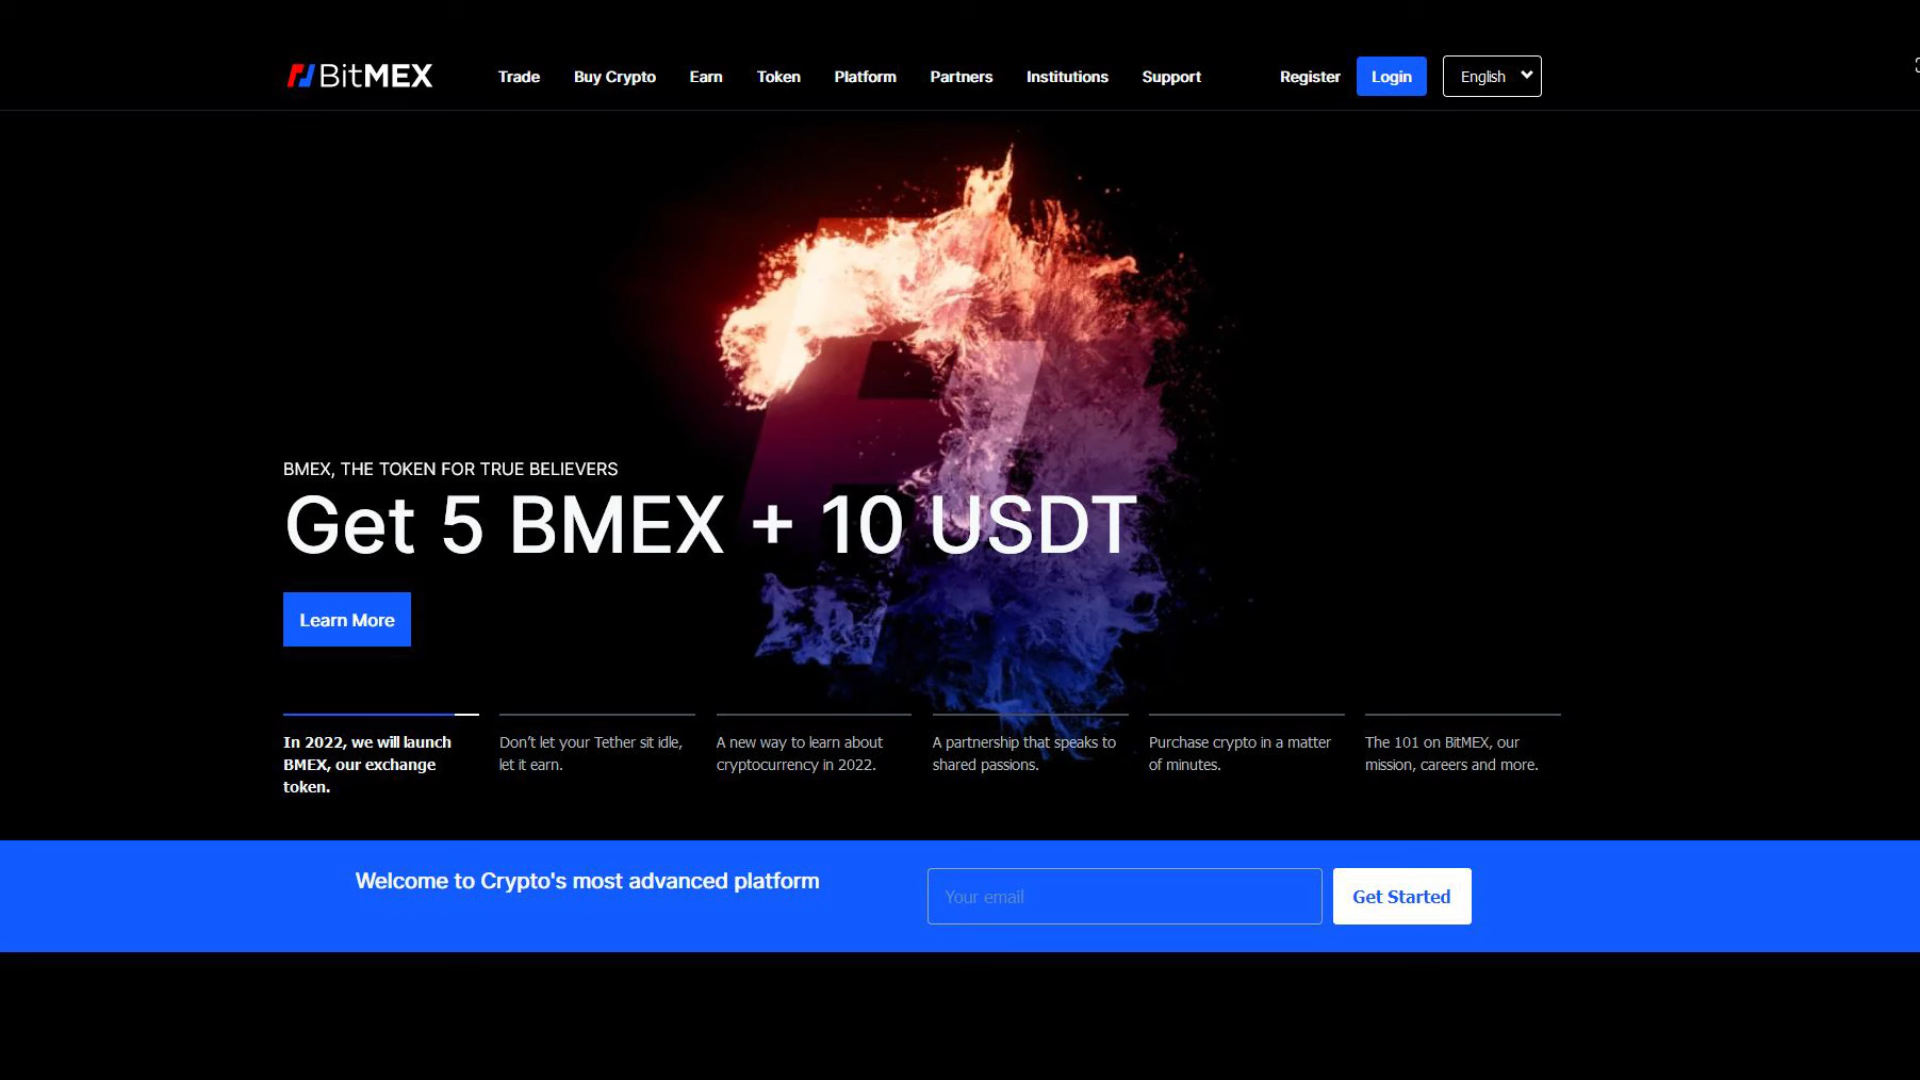 BitMEX Trade Buy Crypto Earn Token Platform Partners Institutions Support Register Login English
BMEX, THE TOKEN FOR TRUE BELIEVERS
Get 5 BMEX + 10 USDT
Learn More
In 2022, we will launch
BMEX, our exchange
token.
Don't let your Tether sit idle,
let it earn.
A new way to learn about
cryptocurrency in 2022.
A partnership that speaks to
shared passions.
Purchase crypto in a matter
of minutes.
The 101 on BitMEX, our
mission, careers and more.
Welcome to Crypto's most advanced platform
Your email
Get Started